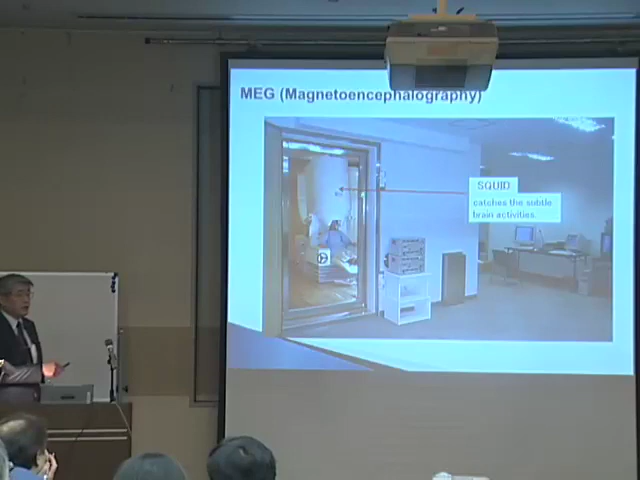 MEG (Magnetoencephalography)
SQUID
catches the subtle
brain activities.